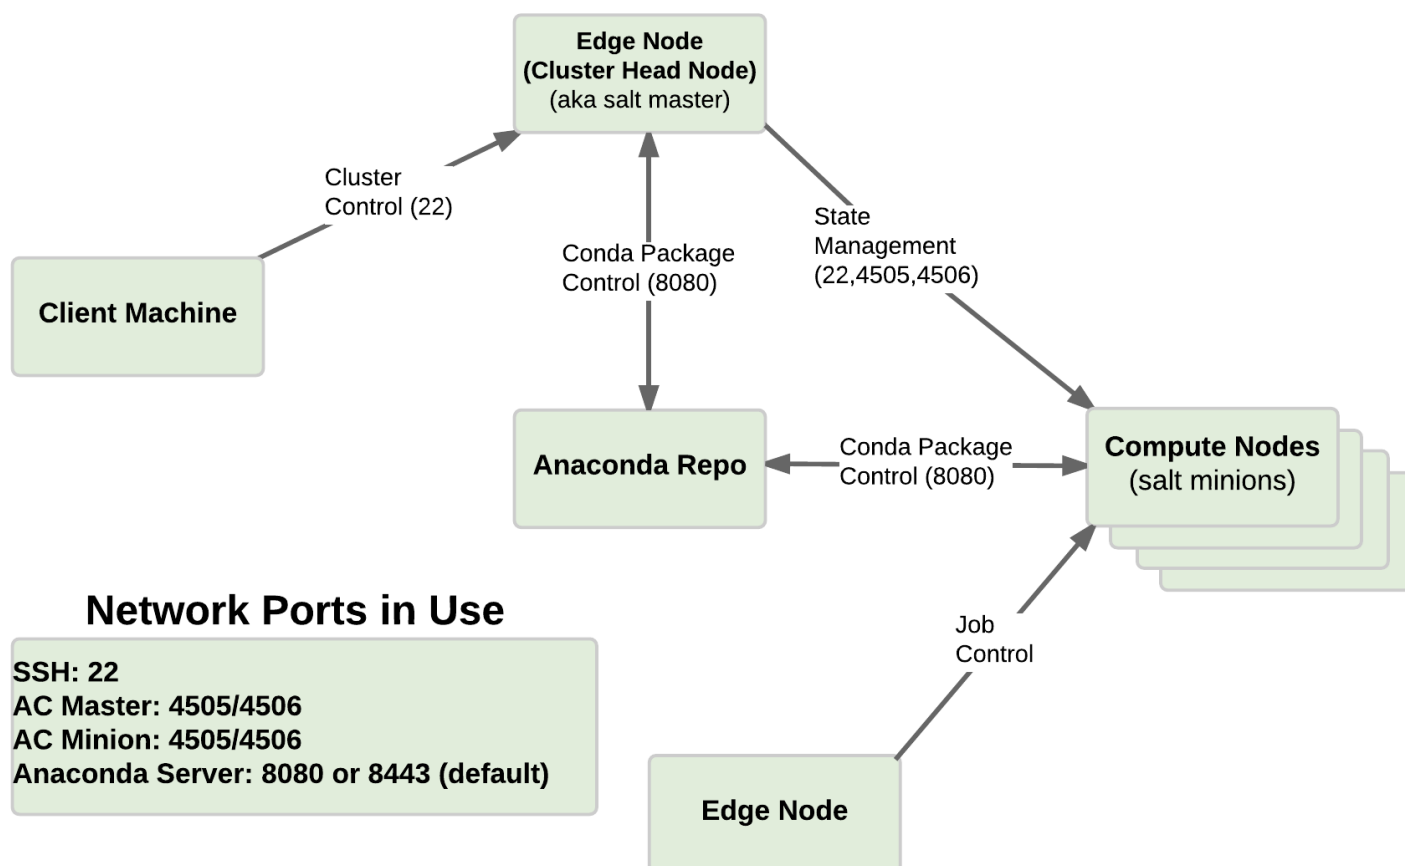 Edge Node
(Cluster Head Node)
(aka salt master)
Cluster
Control (22)
State
Management
(22,4505,4506)
Conda Package
Control (8080)
Client Machine
Anaconda Repo
Conda Package
Control (8080)
Compute Nodes
(salt minions)
Network Ports in Use
SSH: 22
AC Master: 4505/4506
AC Minion: 4505/4506
Anaconda Server: 8080 or 8443 (default)
Job
Control
Edge Node